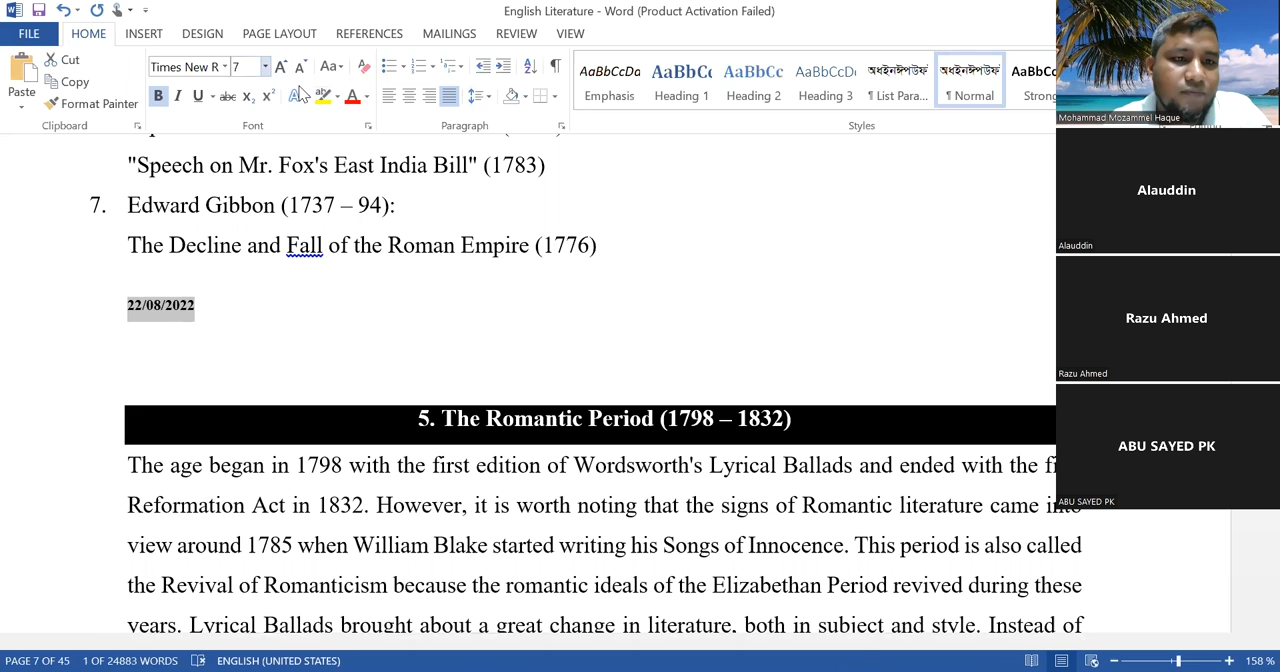 English Literature - Word (Product Activation Failed)
FILE HOME INSERT DESIGN PAGE LAYOUT REFERENCES MAILINGS REVIEW VIEW
Paste
Cut
Copy
Format Painter
Times New R 7
Clipboard Font Paragraph Styles
AaBbCcDc AaBbCc AaBbCc AaBbCcDc
Emphasis Heading 1 Heading 2 Heading 3 ¶ List Para... ¶ Normal Strong
"Speech on Mr. Fox's East India Bill" (1783)
7. Edward Gibbon (1737 – 94):
The Decline and Fall of the Roman Empire (1776)
22/08/2022
5. The Romantic Period (1798 – 1832)
The age began in 1798 with the first edition of Wordsworth's Lyrical Ballads and ended with the
Reformation Act in 1832. However, it is worth noting that the signs of Romantic literature came into
view around 1785 when William Blake started writing his Songs of Innocence. This period is also called
the Revival of Romanticism because the romantic ideals of the Elizabethan Period revived during these
years. Lyrical Ballads brought about a great change in literature, both in subject and style. Instead of
PAGE 7 OF 45 1 OF 24883 WORDS ENGLISH (UNITED STATES) 158 %
Mohammad Mozammel Haque
Alauddin
Alauddin
Razu Ahmed
Razu Ahmed
ABU SAYED PK
ABU SAYED PK